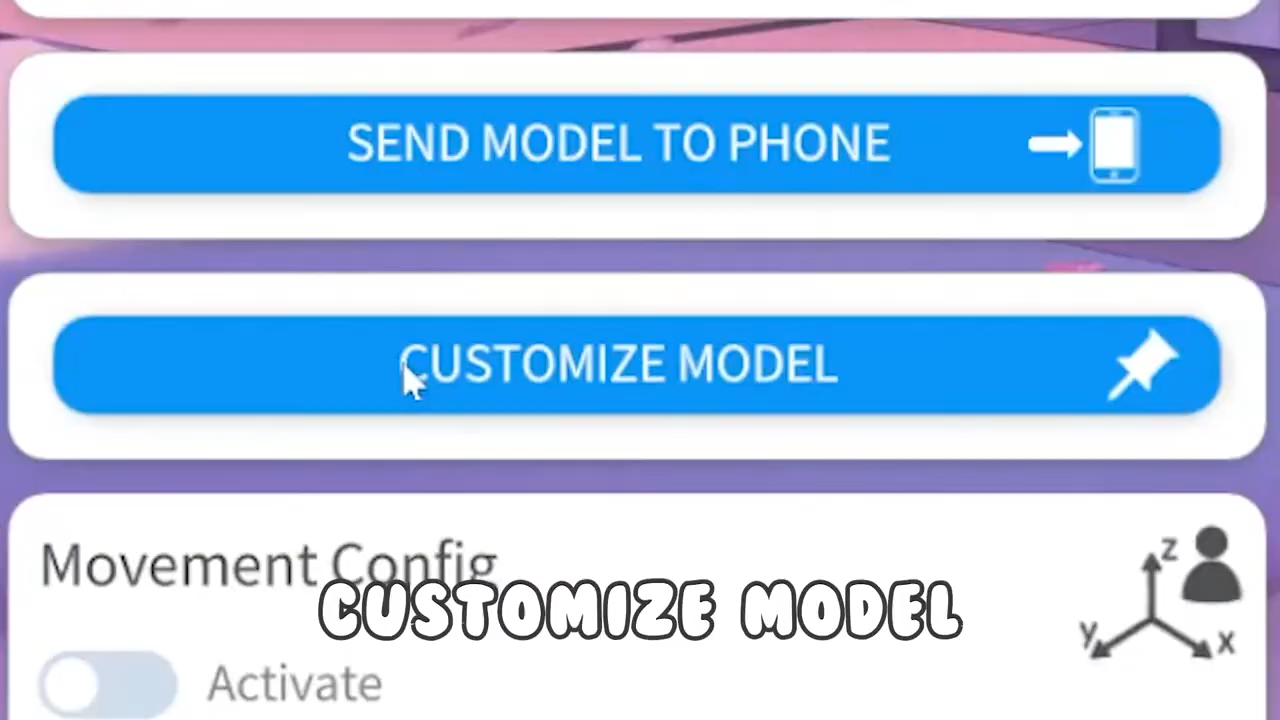 SEND MODEL TO PHONE
CUSTOMIZE MODEL
Movement Config
z
y
x
CUSTOMIZE MODEL
Activate